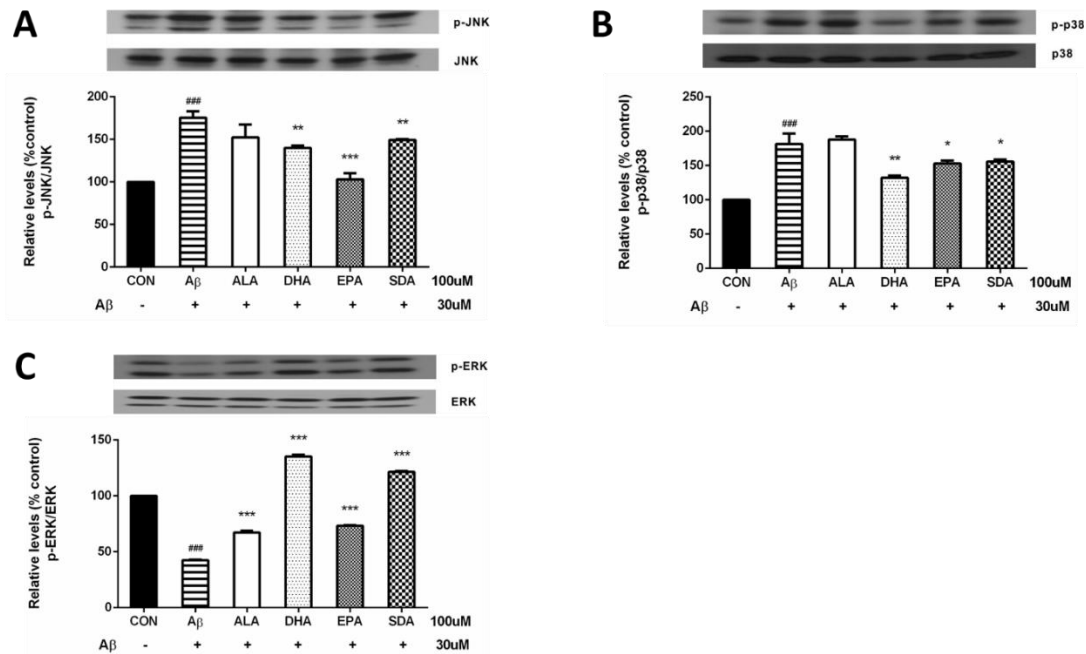 A
p-JNK
JNK
Relative levels (%control)
p-JNK/JNK
200
150
100
50
0
###
**
***
**
CON Aβ ALA DHA EPA SDA 100uM
Aβ - + + + + + 30uM
B
p-p38
p38
Relative levels (% control)
p-p38/p38
250
200
150
100
50
0
###
**
*
*
CON Aβ ALA DHA EPA SDA 100uM
Aβ - + + + + + 30uM
C
p-ERK
ERK
Relative levels (% control)
p-ERK/ERK
150
100
50
0
###
***
***
***
***
CON Aβ ALA DHA EPA SDA 100uM
Aβ - + + + + + 30uM